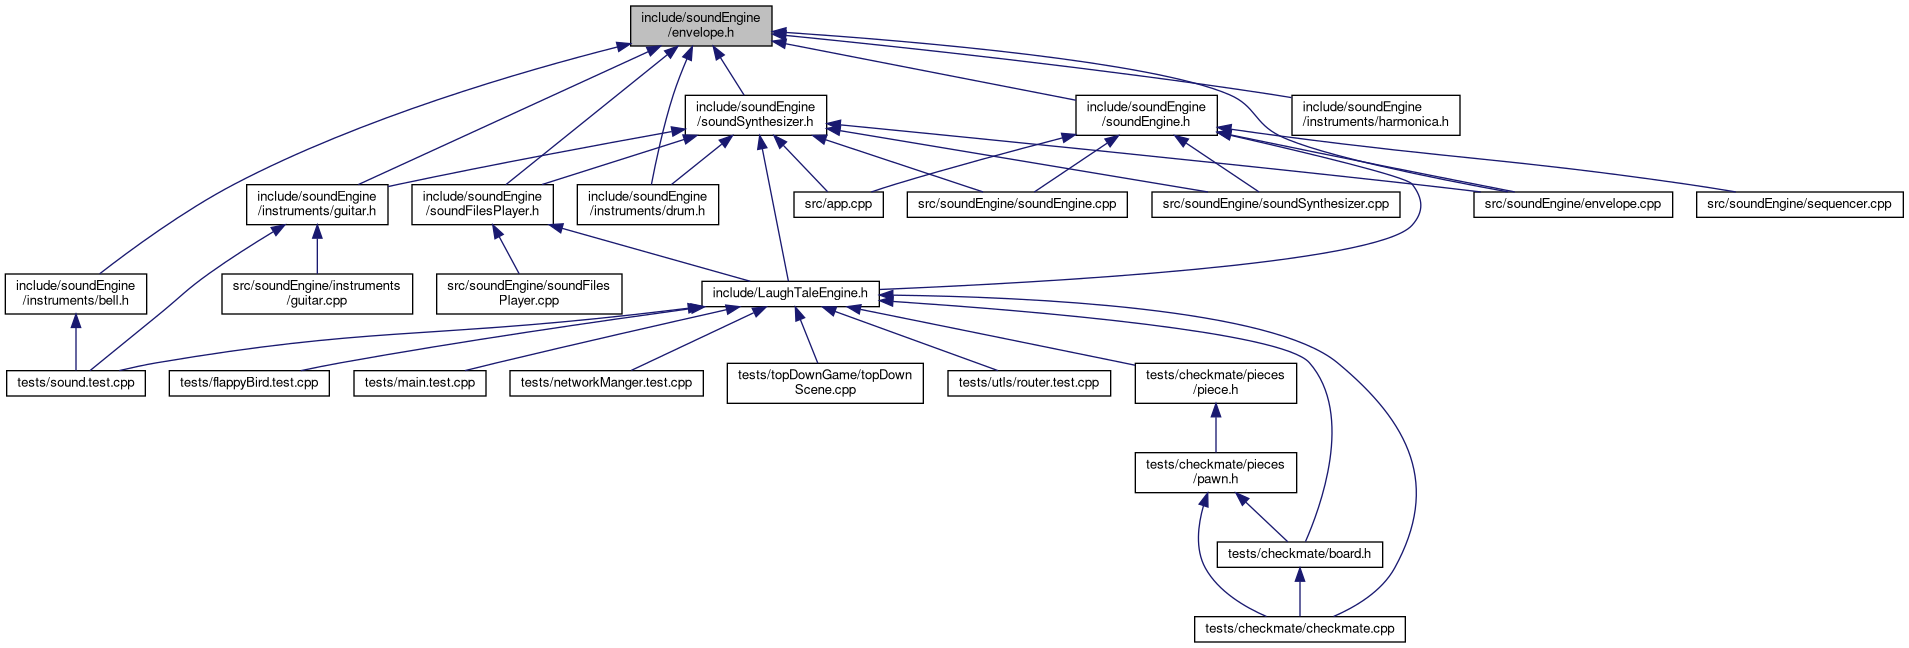 include/soundEngine
/envelope.h
include/soundEngine
/soundSynthesizer.h
include/soundEngine
/soundEngine.h
include/soundEngine
/instruments/harmonica.h
include/soundEngine
/instruments/guitar.h
include/soundEngine
/soundFilesPlayer.h
include/soundEngine
/instruments/drum.h
src/app.cpp
src/soundEngine/soundEngine.cpp
src/soundEngine/soundSynthesizer.cpp
src/soundEngine/envelope.cpp
src/soundEngine/sequencer.cpp
include/soundEngine
/instruments/bell.h
src/soundEngine/instruments
/guitar.cpp
src/soundEngine/soundFiles
Player.cpp
include/LaughTaleEngine.h
tests/sound.test.cpp
tests/flappyBird.test.cpp
tests/main.test.cpp
tests/networkManger.test.cpp
tests/topDownGame/topDown
Scene.cpp
tests/utls/router.test.cpp
tests/checkmate/pieces
/piece.h
tests/checkmate/pieces
/pawn.h
tests/checkmate/board.h
tests/checkmate/checkmate.cpp